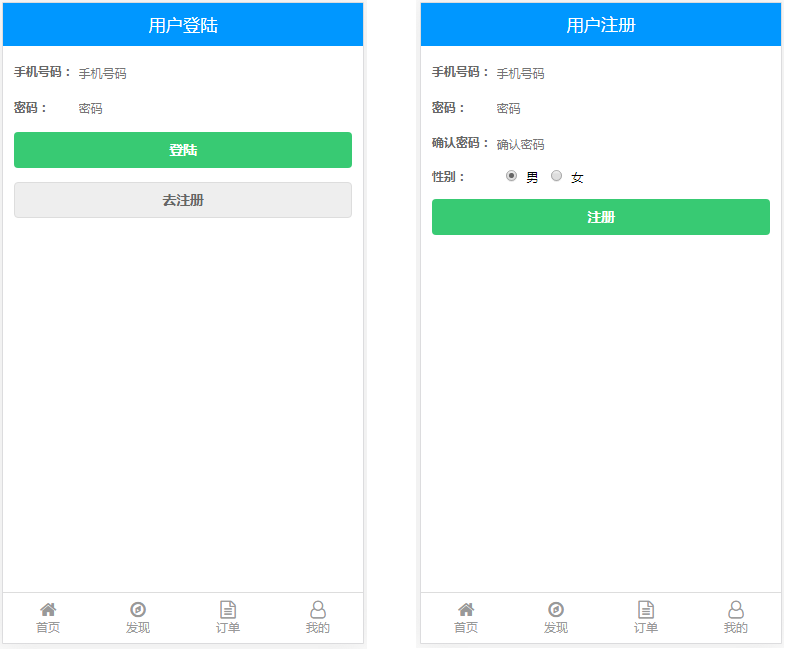 用户登陆
手机号码： 手机号码
密码： 密码
登陆
去注册
首页 发现 订单 我的
用户注册
手机号码： 手机号码
密码： 密码
确认密码： 确认密码
性别： 男 女
注册
首页 发现 订单 我的